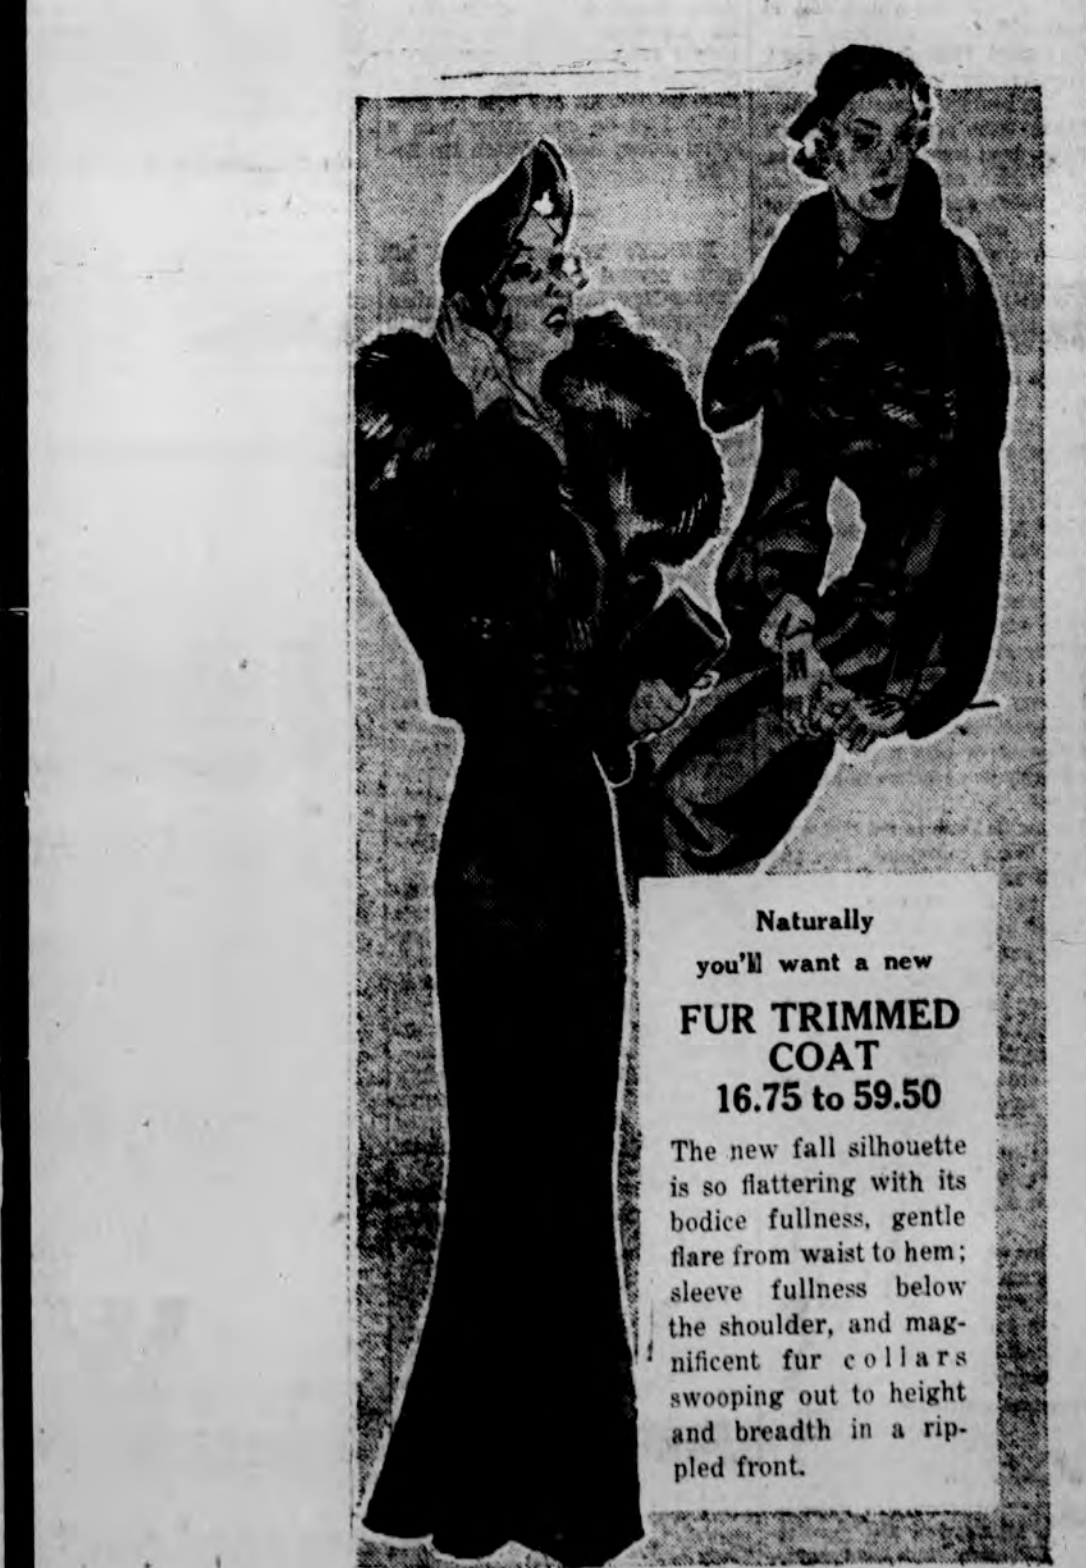 Naturally
you'll want a new
FUR TRIMMED
COAT
16.75 to 59.50
The new fall silhouette
is so flattering with its
bodice fullness, gentle
flare from waist to hem;
sleeve fullness below
the shoulder, and mag-
nificent fur collars
swooping out to height
and breadth in a rip-
pled front.